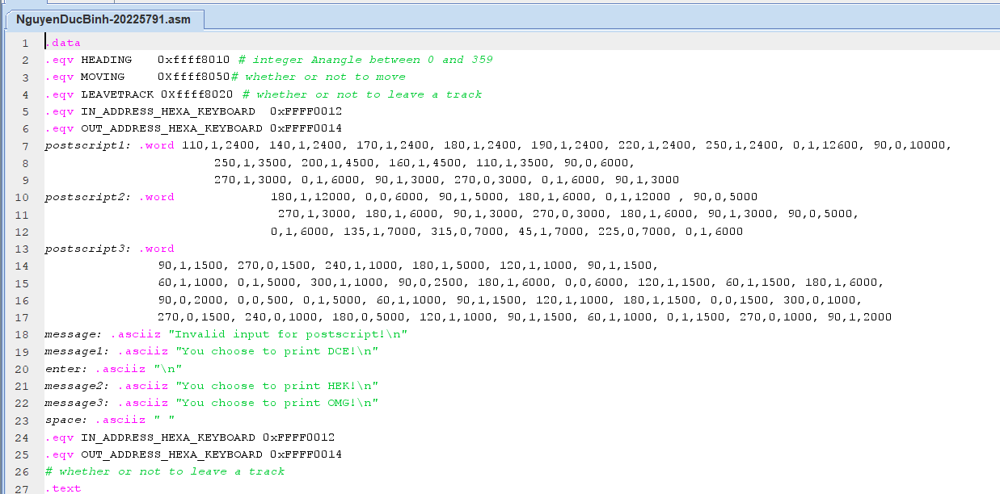 NguyenDucBinh-20225791.asm
1 .data
2 .eqv HEADING 0xffff8010 # integer Anangle between 0 and 359
3 .eqv MOVING 0Xffff8050# whether or not to move
4 .eqv LEAVETRACK 0Xffff8020 # whether or not to leave a track
5 .eqv IN_ADDRESS_HEXA_KEYBOARD 0xFFFF0012
6 .eqv OUT_ADDRESS_HEXA_KEYBOARD 0xFFFF0014
7 postscript1: .word 110,1,2400, 140,1,2400, 170,1,2400, 180,1,2400, 190,1,2400, 220,1,2400, 250,1,2400, 0,1,12600, 90,0,10000,
8 250,1,3500, 200,1,4500, 160,1,4500, 110,1,3500, 90,0,6000,
9 270,1,3000, 0,1,6000, 90,1,3000, 270,0,3000, 0,1,6000, 90,1,3000
10 postscript2: .word 180,1,12000, 0,0,6000, 90,1,5000, 180,1,6000, 0,1,12000 , 90,0,5000
11 270,1,3000, 180,1,6000, 90,1,3000, 270,0,3000, 180,1,6000, 90,1,3000, 90,0,5000,
12 0,1,6000, 135,1,7000, 315,0,7000, 45,1,7000, 225,0,7000, 0,1,6000
13 postscript3: .word
14 90,1,1500, 270,0,1500, 240,1,1000, 180,1,5000, 120,1,1000, 90,1,1500,
15 60,1,1000, 0,1,5000, 300,1,1000, 90,0,2500, 180,1,6000, 0,0,6000, 120,1,1500, 60,1,1500, 180,1,6000,
16 90,0,2000, 0,0,500, 0,1,5000, 60,1,1000, 90,1,1500, 120,1,1000, 180,1,1500, 0,0,1500, 300,0,1000,
17 270,0,1500, 240,0,1000, 180,0,5000, 120,1,1000, 90,1,1500, 60,1,1000, 0,1,1500, 270,0,1000, 90,1,2000
18 message: .asciiz "Invalid input for postscript!\n"
19 message1: .asciiz "You choose to print DCE!\n"
20 enter: .asciiz "\n"
21 message2: .asciiz "You choose to print HEK!\n"
22 message3: .asciiz "You choose to print OMG!\n"
23 space: .asciiz " "
24 .eqv IN_ADDRESS_HEXA_KEYBOARD 0xFFFF0012
25 .eqv OUT_ADDRESS_HEXA_KEYBOARD 0xFFFF0014
26 # whether or not to leave a track
27 .text